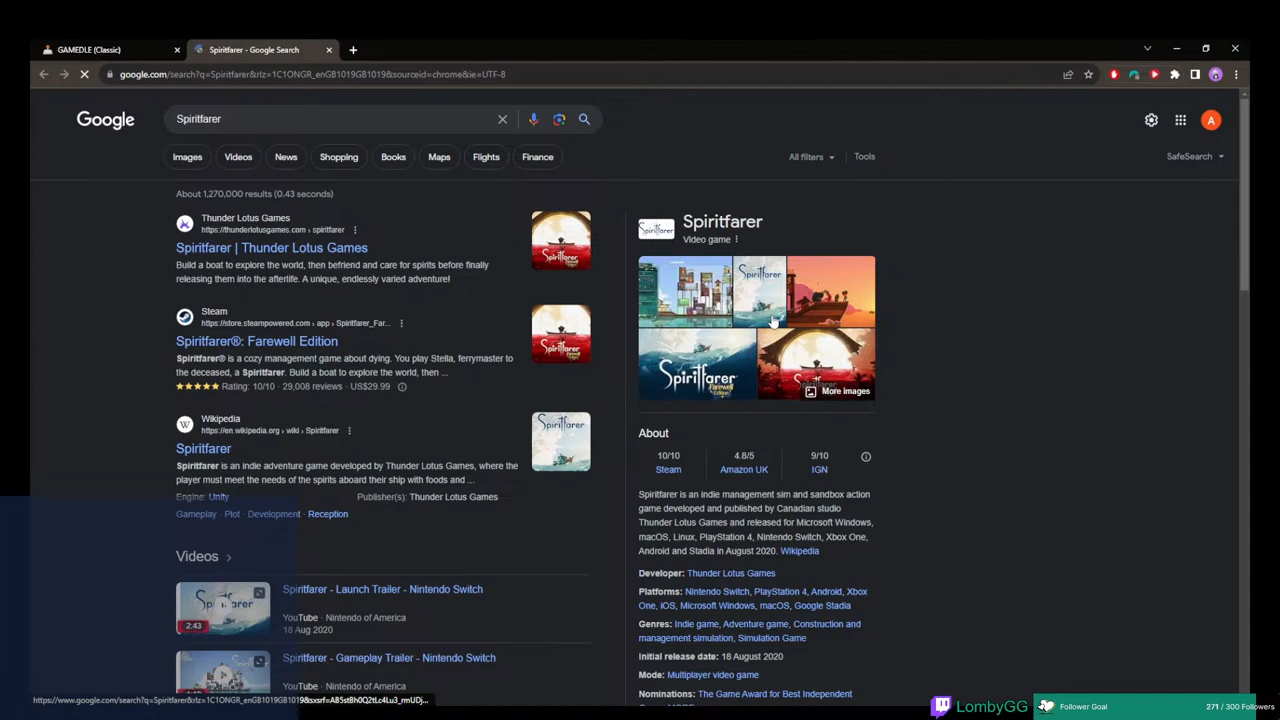 GAMEDLE (Classic)
Spiritfarer - Google Search
google.com/search?q=Spiritfarer&rlz=1C1ONGR_enGB1019GB1019&sourceid=chrome&ie=UTF-8
Google
Spiritfarer
A
Images
Videos
News
Shopping
Books
Maps
Flights
Finance
All filters
Tools
SafeSearch
About 1,270,000 results (0.43 seconds)
Thunder Lotus Games
https://thunderlotusgames.com › spiritfarer
Spiritfarer | Thunder Lotus Games
Build a boat to explore the world, then befriend and care for spirits before finally
releasing them into the afterlife. A unique, endlessly varied adventure!
Steam
https://store.steampowered.com › app › Spiritfarer_Far...
Spiritfarer®: Farewell Edition
Spiritfarer® is a cozy management game about dying. You play Stella, ferrymaster to
the deceased, a Spiritfarer. Build a boat to explore the world, then ...
Rating: 10/10 · 29,008 reviews · US$29.99
W
Wikipedia
https://en.wikipedia.org › wiki › Spiritfarer
Spiritfarer
Spiritfarer is an indie adventure game developed by Thunder Lotus Games, where the
player must meet the needs of the spirits aboard their ship with foods and ...
Engine: Unity
Publisher(s): Thunder Lotus Games
Gameplay · Plot · Development · Reception
Spiritfarer
Videos
Spiritfarer
2:43
Spiritfarer - Launch Trailer - Nintendo Switch
YouTube · Nintendo of America
18 Aug 2020
Spiritfarer - Gameplay Trailer - Nintendo Switch
YouTube · Nintendo of America
Spiritfarer
Spiritfarer
Video game
Spiritfarer
Spiritfarer
Farewell
Edition
Spiritfarer
More images
About
10/10
Steam
4.8/5
Amazon UK
9/10
IGN
Spiritfarer is an indie management sim and sandbox action
game developed and published by Canadian studio
Thunder Lotus Games and released for Microsoft Windows,
macOS, Linux, PlayStation 4, Nintendo Switch, Xbox One,
Android and Stadia in August 2020. Wikipedia
Developer: Thunder Lotus Games
Platforms: Nintendo Switch, PlayStation 4, Android, Xbox
One, iOS, Microsoft Windows, macOS, Google Stadia
Genres: Indie game, Adventure game, Construction and
management simulation, Simulation Game
Initial release date: 18 August 2020
Mode: Multiplayer video game
Nominations: The Game Award for Best Independent
LombyGG
Follower Goal
271 / 300 Followers